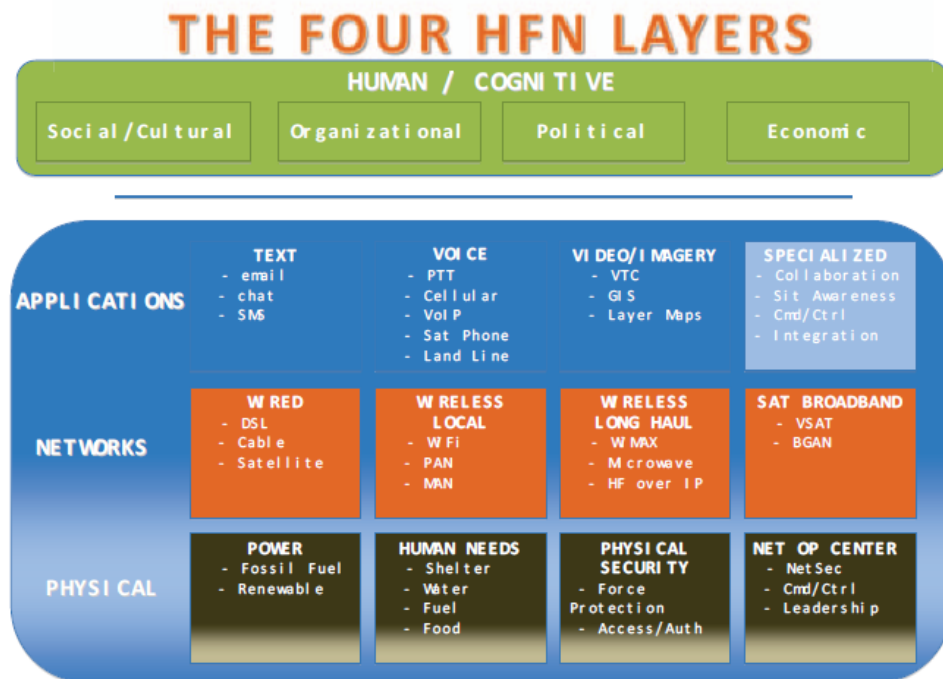 THE FOUR HFN LAYERS
HUMAN / COGNITIVE
Social/Cultural
Organizational
Political
Economic
APPLICATIONS
TEXT
- email
- chat
- SMS
VOICE
- PTT
- Cellular
- VoIP
- Sat Phone
- Land Line
VIDEO/IMAGERY
- VTC
- GIS
- Layer Maps
SPECIALIZED
- Collaboration
- Sit Awareness
- Cmd/Ctrl
- Integration
NETWORKS
WIRED
- DSL
- Cable
- Satellite
WIRELESS
LOCAL
- WiFi
- PAN
- MAN
WIRELESS
LONG HAUL
- WiMAX
- Microwave
- HF over IP
SAT BROADBAND
- VSAT
- BGAN
PHYSICAL
POWER
- Fossil Fuel
- Renewable
HUMAN NEEDS
- Shelter
- Water
- Fuel
- Food
PHYSICAL
SECURITY
- Force
Protection
- Access/Auth
NET OP CENTER
- NetSec
- Cmd/Ctrl
- Leadership